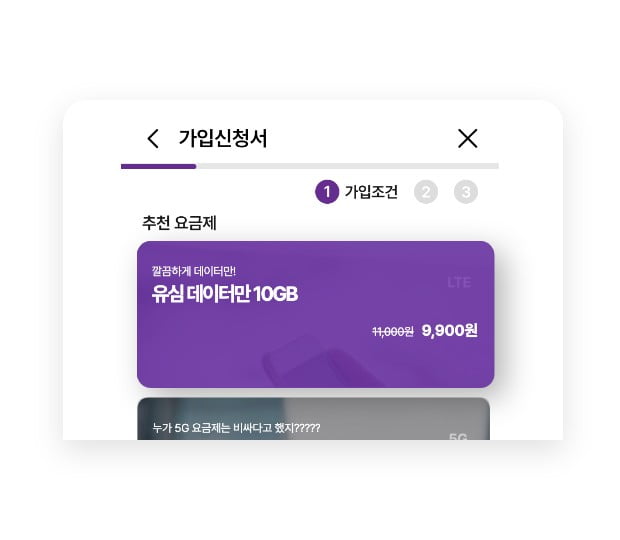 가입신청서
1 가입조건 2 3
추천 요금제
깔끔하게 데이터만!
LTE
유심 데이터만 10GB
11,000원 9,900원
누가 5G 요금제는 비싸다고 했지?????
5G